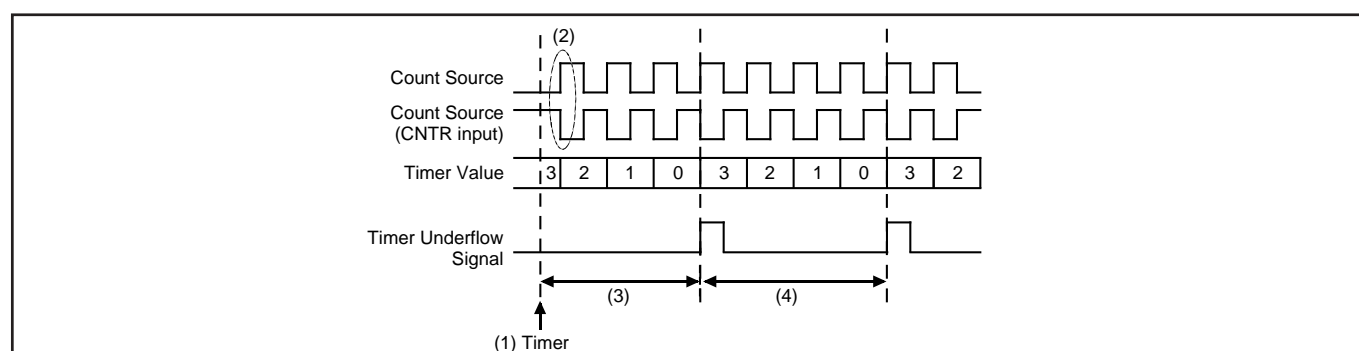 (2)
Count Source
Count Source
(CNTR input)
Timer Value
3 2 1 0 3 2 1 0 3 2
Timer Underflow
Signal
(3)
(4)
(1) Timer